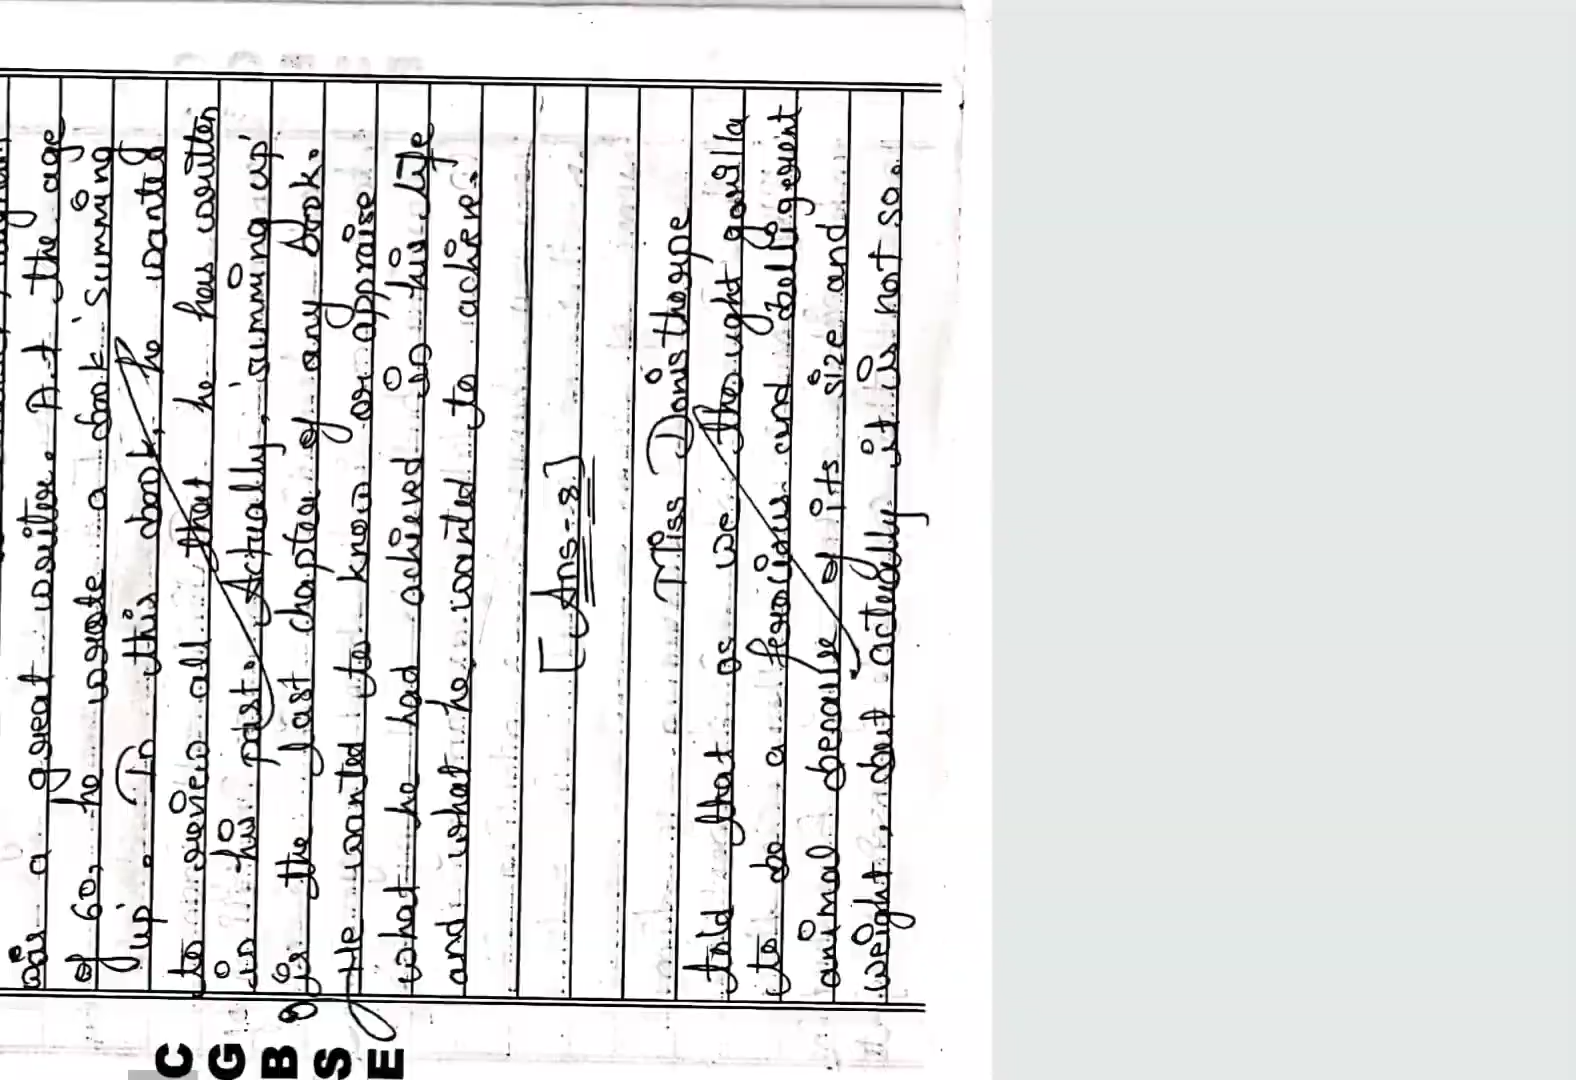 was a great writer. At the age
of 60, he wrote a book 'Summing
up'. In this book, he wanted
to review all that he has written
in his past. Actually, 'summing up'
is the last chapter of any book.
He wanted to know or appraise
what he had achieved in his life
and what he wanted to achieve.
[Ans-8]
Miss Donisthorpe
told that as we thought gorilla
to be a ferocious and belligerent
animal because of its size and
weight, but actually it is not so.
CGBSE